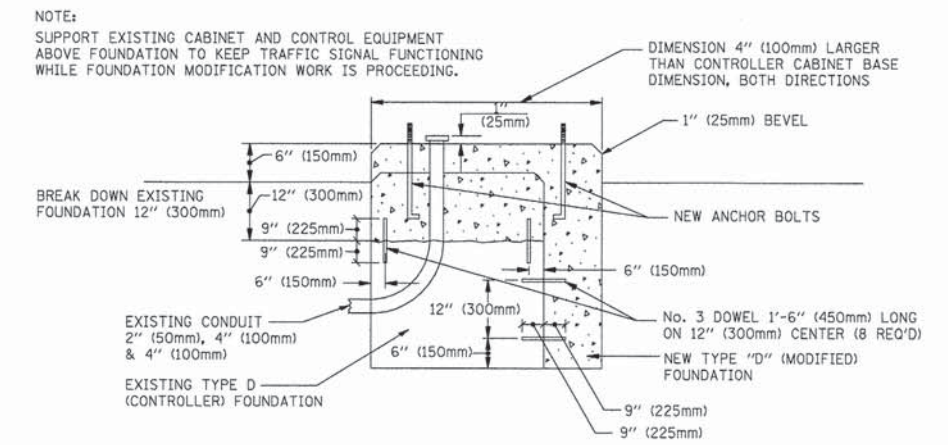 NOTE:
SUPPORT EXISTING CABINET AND CONTROL EQUIPMENT
ABOVE FOUNDATION TO KEEP TRAFFIC SIGNAL FUNCTIONING
WHILE FOUNDATION MODIFICATION WORK IS PROCEEDING.
DIMENSION 4" (100mm) LARGER
THAN CONTROLLER CABINET BASE
DIMENSION, BOTH DIRECTIONS
1"
(25mm)
1" (25mm) BEVEL
6" (150mm)
BREAK DOWN EXISTING
FOUNDATION 12" (300mm)
12" (300mm)
NEW ANCHOR BOLTS
9" (225mm)
9" (225mm)
6" (150mm)
6" (150mm)
12" (300mm)
No. 3 DOWEL 1'-6" (450mm) LONG
ON 12" (300mm) CENTER (8 REQ'D)
EXISTING CONDUIT
2" (50mm), 4" (100mm)
& 4" (100mm)
6" (150mm)
NEW TYPE "D" (MODIFIED)
FOUNDATION
EXISTING TYPE D
(CONTROLLER) FOUNDATION
9" (225mm)
9" (225mm)